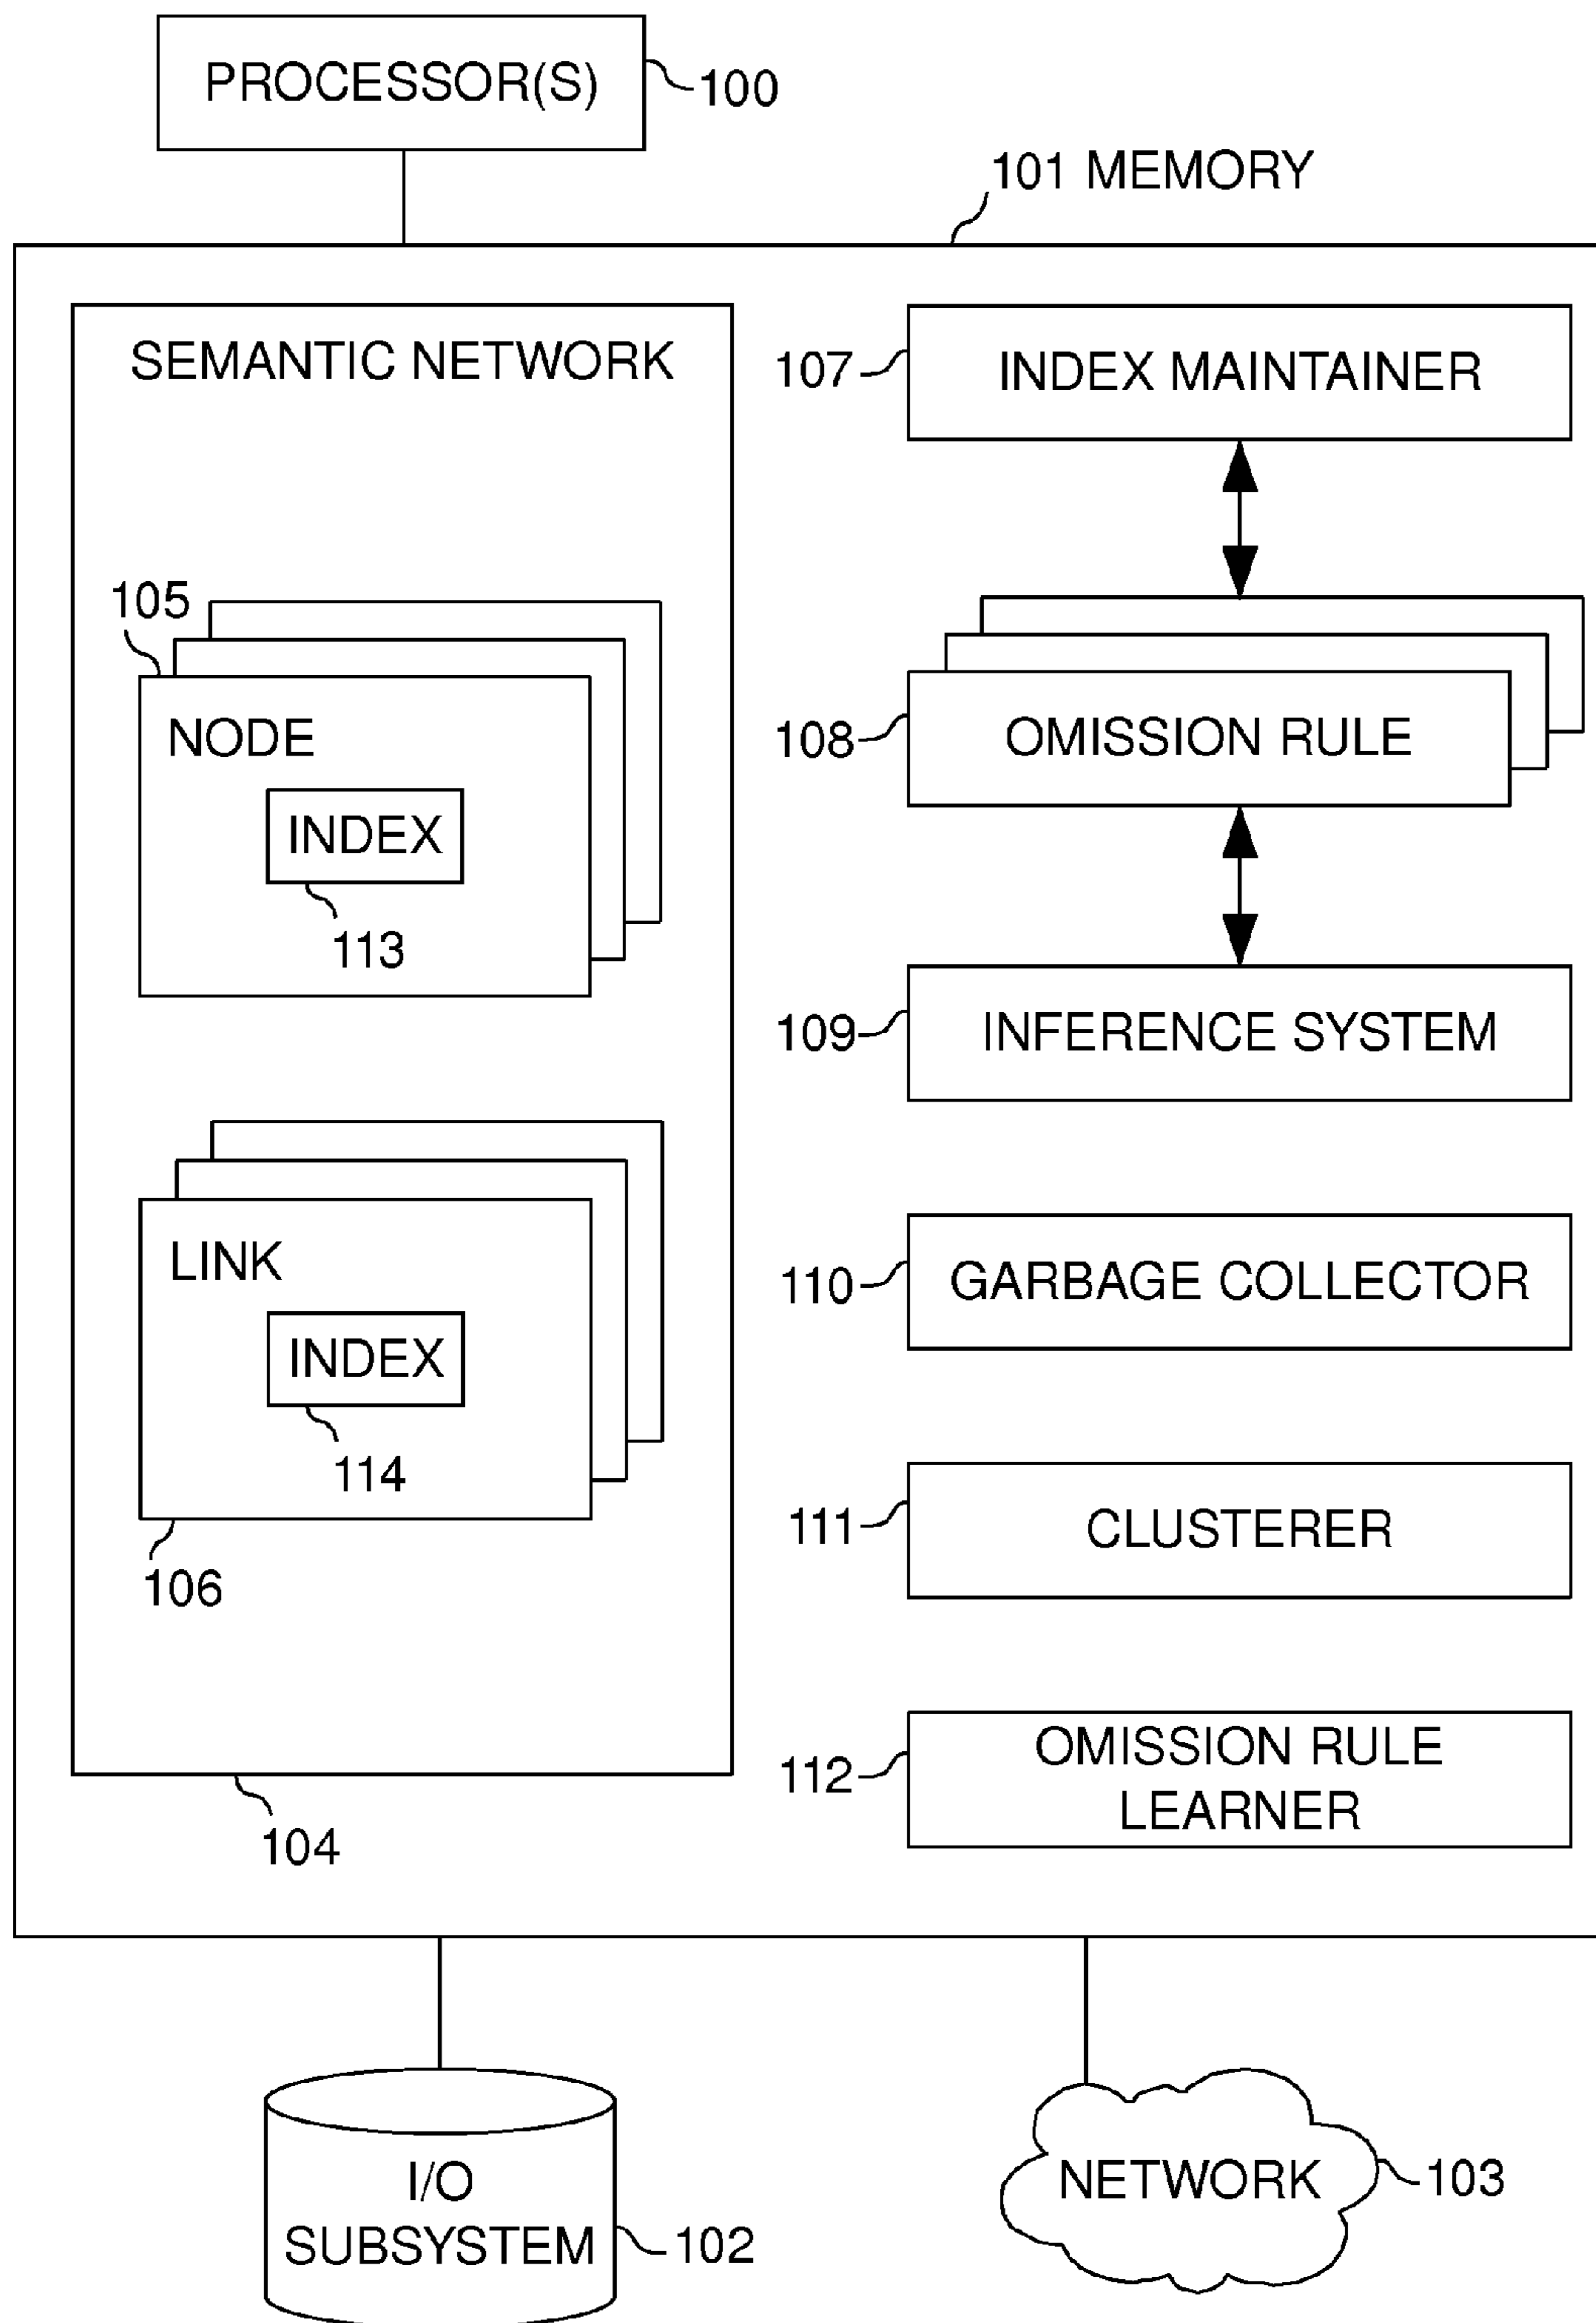 PROCESSOR(S)
100
101 MEMORY
SEMANTIC NETWORK
107
INDEX MAINTAINER
105
NODE
INDEX
113
108
OMISSION RULE
109
INFERENCE SYSTEM
LINK
INDEX
114
106
110
GARBAGE COLLECTOR
111
CLUSTERER
112
OMISSION RULE
LEARNER
104
I/O
SUBSYSTEM
102
NETWORK
103